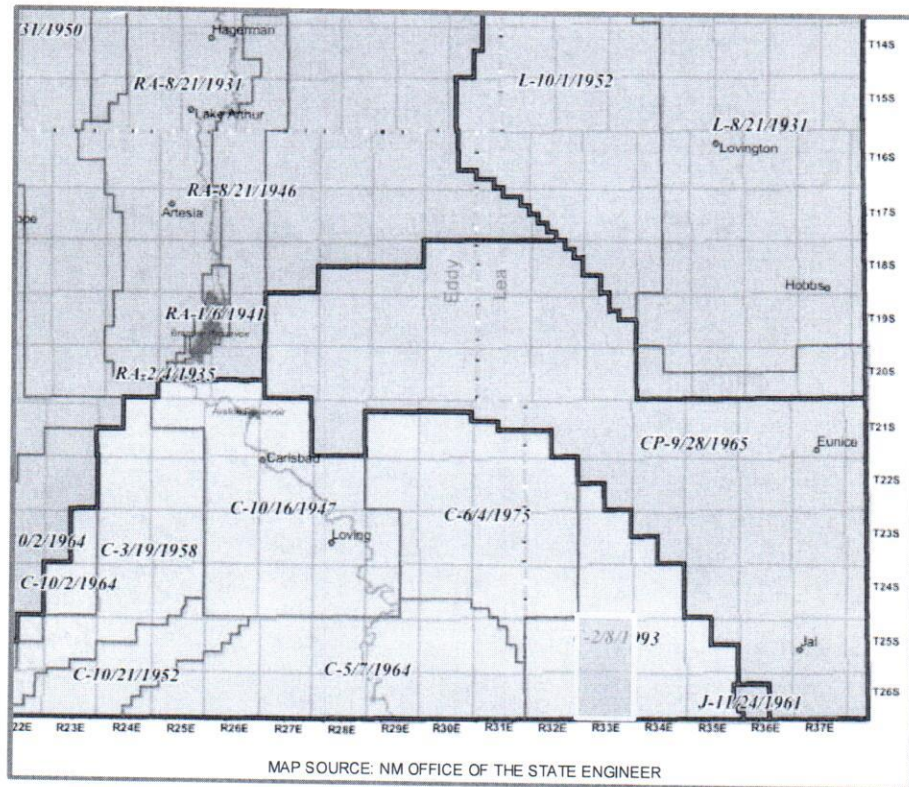 31/1950
Hagerman
T14S
RA-8/21/1931
L-10/1/1952
Lake Arthur
T15S
L-8/21/1931
Lovington
T16S
RA-8/21/1946
Artesia
T17S
ope
Eddy
Lea
T18S
Hobbs
RA-1/6/1941
T19S
RA-2/4/1935
T20S
T21S
CP-9/28/1965
Eunice
Carlsbad
T22S
C-10/16/1947
C-6/4/1975
0/2/1964
Loving
T23S
C-3/19/1958
C-10/2/1964
T24S
-2/8/1993
Jal
T25S
C-10/21/1952
C-5/7/1964
J-11/24/1961
T26S
22E R23E R24E R25E R26E R27E R28E R29E R30E R31E R32E R33E R34E R35E R36E R37E
MAP SOURCE: NM OFFICE OF THE STATE ENGINEER